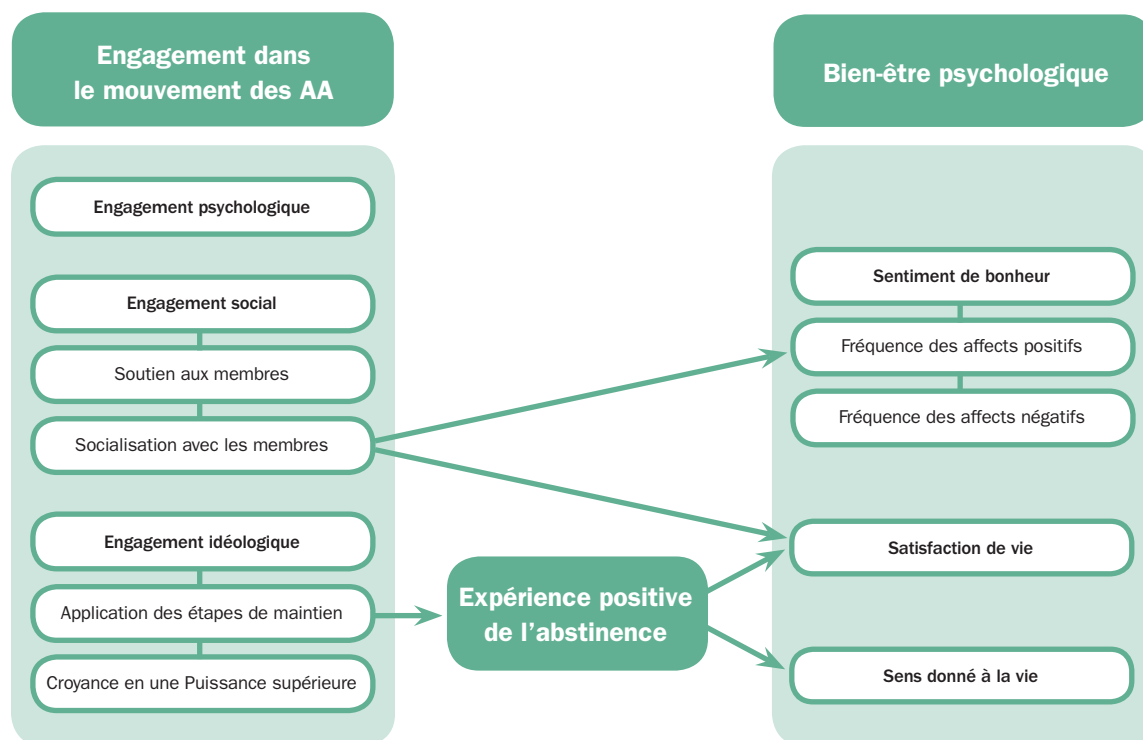 Engagement dans
le mouvement des AA
Engagement psychologique
Engagement social
Soutien aux membres
Socialisation avec les membres
Engagement idéologique
Application des étapes de maintien
Croyance en une Puissance supérieure
Expérience positive
de l'abstinence
Bien-être psychologique
Sentiment de bonheur
Fréquence des affects positifs
Fréquence des affects négatifs
Satisfaction de vie
Sens donné à la vie